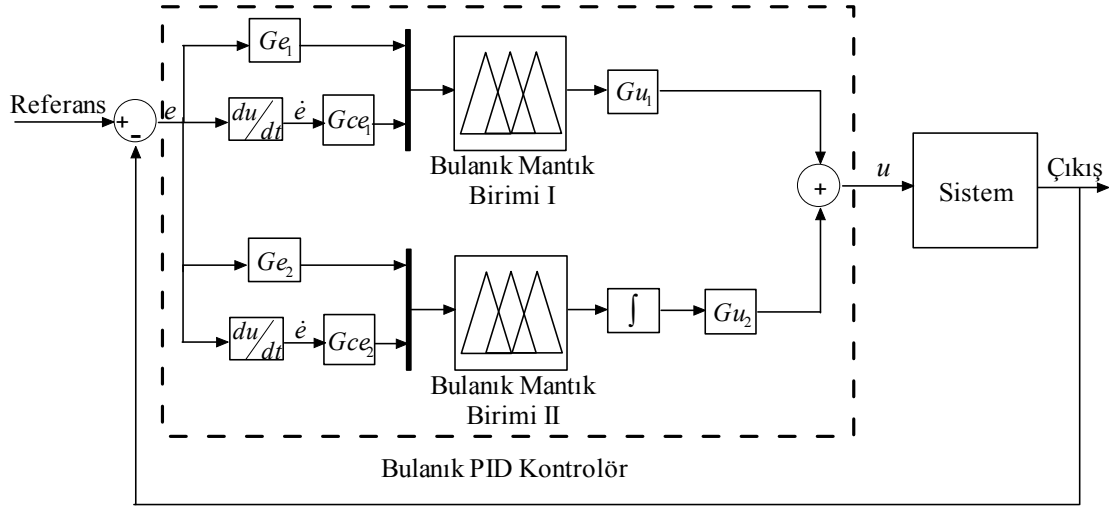 Referans
+
-
e
Ge₁
du/dt
ė
Gce₁
Bulanık Mantık
Birimi I
Gu₁
+
u
Sistem
Çıkış
Ge₂
du/dt
ė
Gce₂
Bulanık Mantık
Birimi II
∫
Gu₂
Bulanık PID Kontrolör